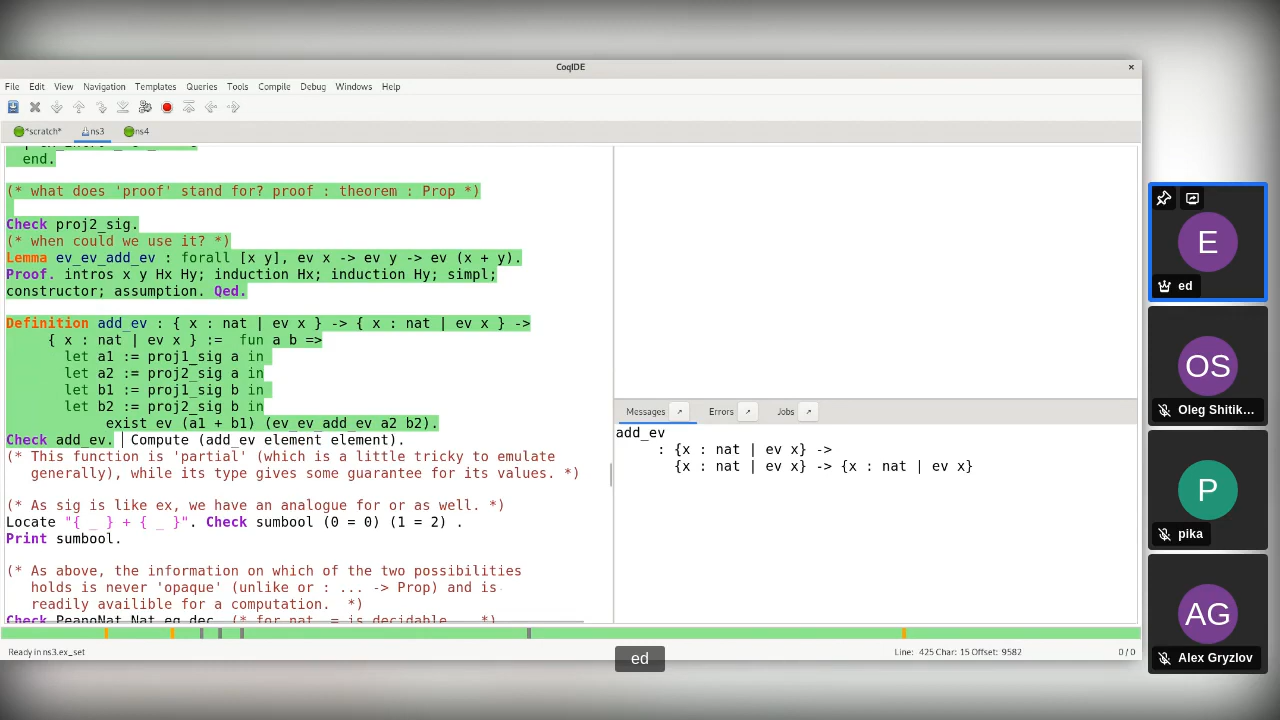 CoqIDE
×
File Edit View Navigation Templates Queries Tools Compile Debug Windows Help
*scratch* ns3 ns4
end.
(* what does 'proof' stand for? proof : theorem : Prop *)
Check proj2_sig.
(* when could we use it? *)
Lemma ev_ev_add_ev : forall [x y], ev x -> ev y -> ev (x + y).
Proof. intros x y Hx Hy; induction Hx; induction Hy; simpl;
constructor; assumption. Qed.
Definition add_ev : { x : nat | ev x } -> { x : nat | ev x } ->
{ x : nat | ev x } := fun a b =>
let a1 := proj1_sig a in
let a2 := proj2_sig a in
let b1 := proj1_sig b in
let b2 := proj2_sig b in
exist ev (a1 + b1) (ev_ev_add_ev a2 b2).
Check add_ev. Compute (add_ev element element).
(* This function is 'partial' (which is a little tricky to emulate
generally), while its type gives some guarantee for its values. *)
(* As sig is like ex, we have an analogue for or as well. *)
Locate "{ _ } + { _ }". Check sumbool (0 = 0) (1 = 2) .
Print sumbool.
(* As above, the information on which of the two possibilities
holds is never 'opaque' (unlike or : ... -> Prop) and is
readily availible for a computation. *)
Check PeanoNat.Nat.eq_dec. (* for nat, = is decidable *)
Messages Errors Jobs
add_ev
: {x : nat | ev x} ->
{x : nat | ev x} -> {x : nat | ev x}
Ready in ns3.ex_set
Line: 425 Char: 15 Offset: 9582
0 / 0
ed
E
ed
OS
Oleg Shitik...
P
pika
AG
Alex Gryzlov